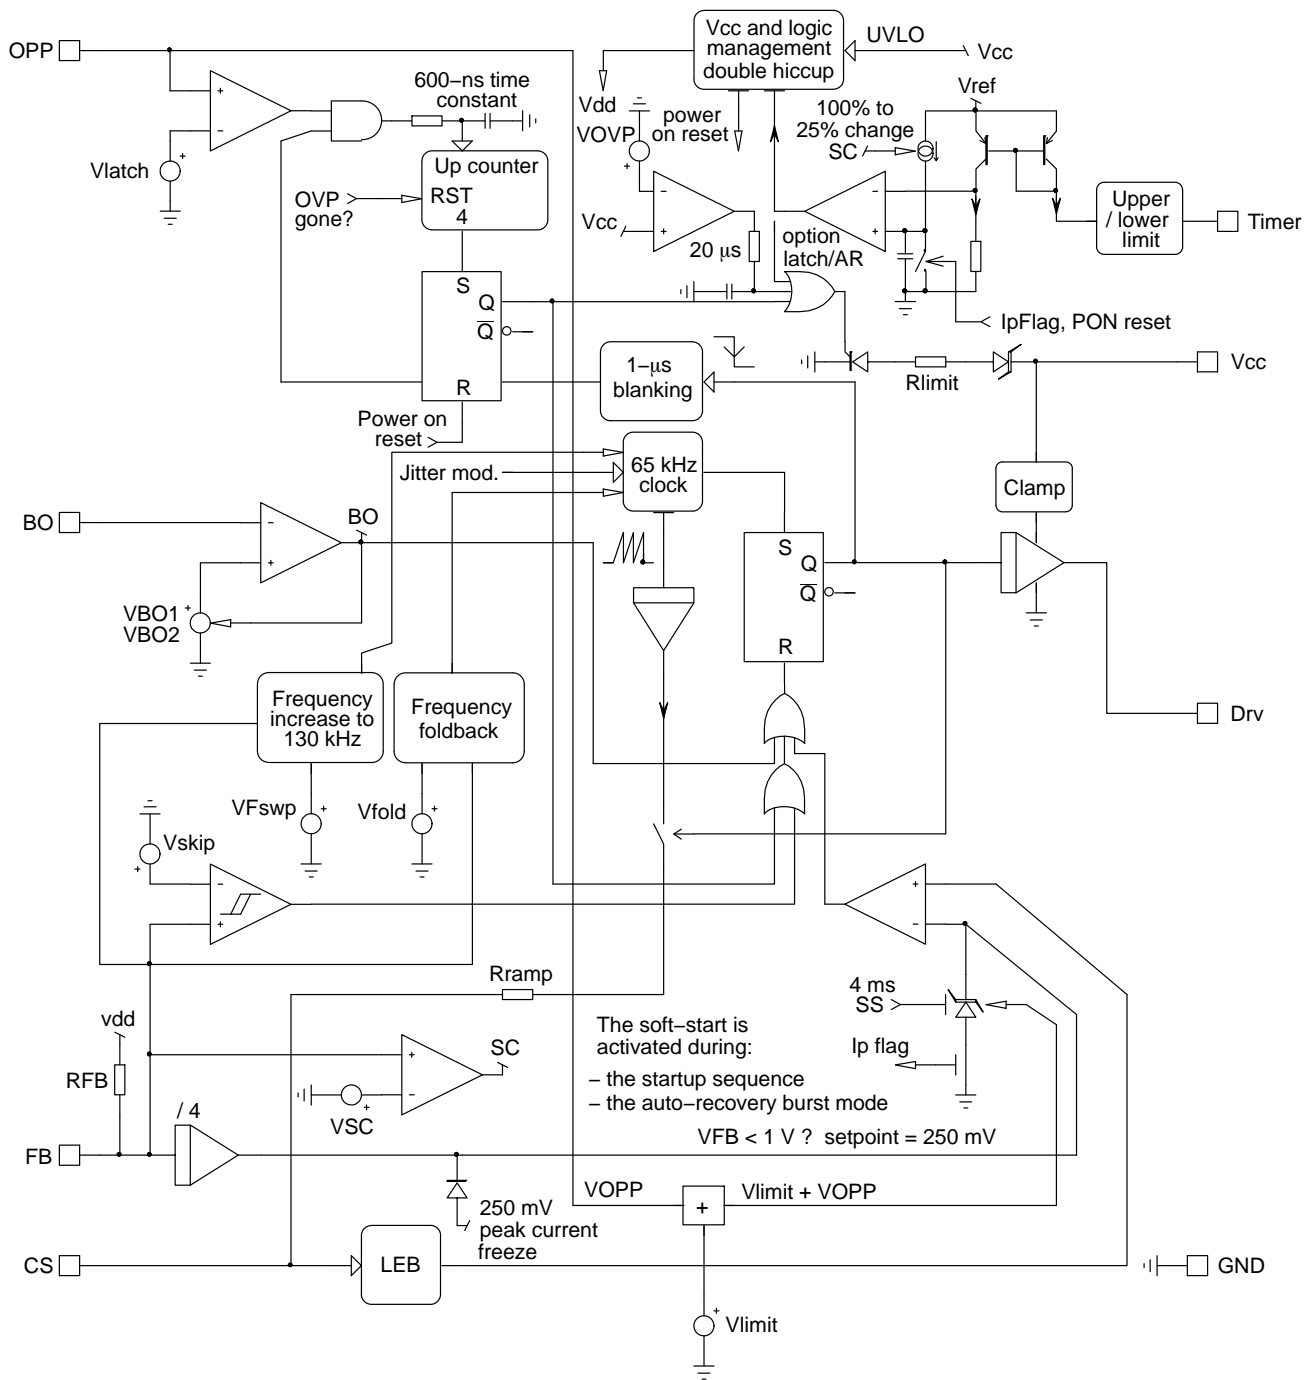 OPP
Vcc and logic
management
double hiccup
UVLO
Vcc
Vdd
power
on reset
VOVP
600–ns time
constant
100% to
25% change
SC
Vref
Vlatch
Up counter
RST
4
OVP
gone?
Vcc
20 μs
option
latch/AR
Upper
/ lower
limit
Timer
S
Q
Q
R
IpFlag, PON reset
1–μs
blanking
Rlimit
Vcc
Power on
reset
Jitter mod.
65 kHz
clock
Clamp
BO
BO
VBO1
VBO2
S
Q
Q
R
Frequency
increase to
130 kHz
Frequency
foldback
Drv
VFswp
Vfold
Vskip
Rramp
4 ms
SS
Ip flag
vdd
RFB
SC
VSC
The soft–start is
activated during:
– the startup sequence
– the auto–recovery burst mode
/ 4
FB
VFB < 1 V ? setpoint = 250 mV
250 mV
peak current
freeze
VOPP
+
Vlimit + VOPP
CS
LEB
GND
Vlimit